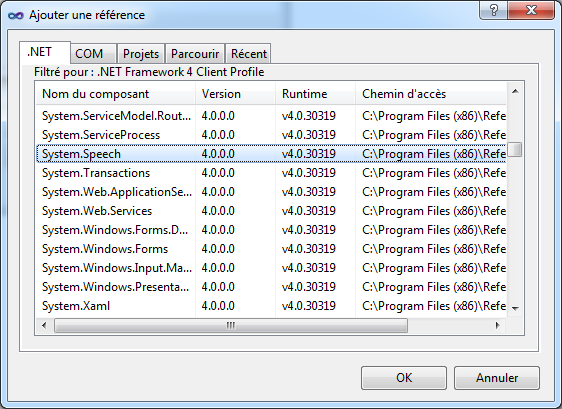 Ajouter une référence
.NET COM Projets Parcourir Récent
Filtré pour : .NET Framework 4 Client Profile
Nom du composant Version Runtime Chemin d'accès
System.ServiceModel.Rout... 4.0.0.0 v4.0.30319 C:\Program Files (x86)\Refe
System.ServiceProcess 4.0.0.0 v4.0.30319 C:\Program Files (x86)\Refe
System.Speech 4.0.0.0 v4.0.30319 C:\Program Files (x86)\Refe
System.Transactions 4.0.0.0 v4.0.30319 C:\Program Files (x86)\Refe
System.Web.ApplicationSe... 4.0.0.0 v4.0.30319 C:\Program Files (x86)\Refe
System.Web.Services 4.0.0.0 v4.0.30319 C:\Program Files (x86)\Refe
System.Windows.Forms.D... 4.0.0.0 v4.0.30319 C:\Program Files (x86)\Refe
System.Windows.Forms 4.0.0.0 v4.0.30319 C:\Program Files (x86)\Refe
System.Windows.Input.Ma... 4.0.0.0 v4.0.30319 C:\Program Files (x86)\Refe
System.Windows.Presenta... 4.0.0.0 v4.0.30319 C:\Program Files (x86)\Refe
System.Xaml 4.0.0.0 v4.0.30319 C:\Program Files (x86)\Refe
OK Annuler